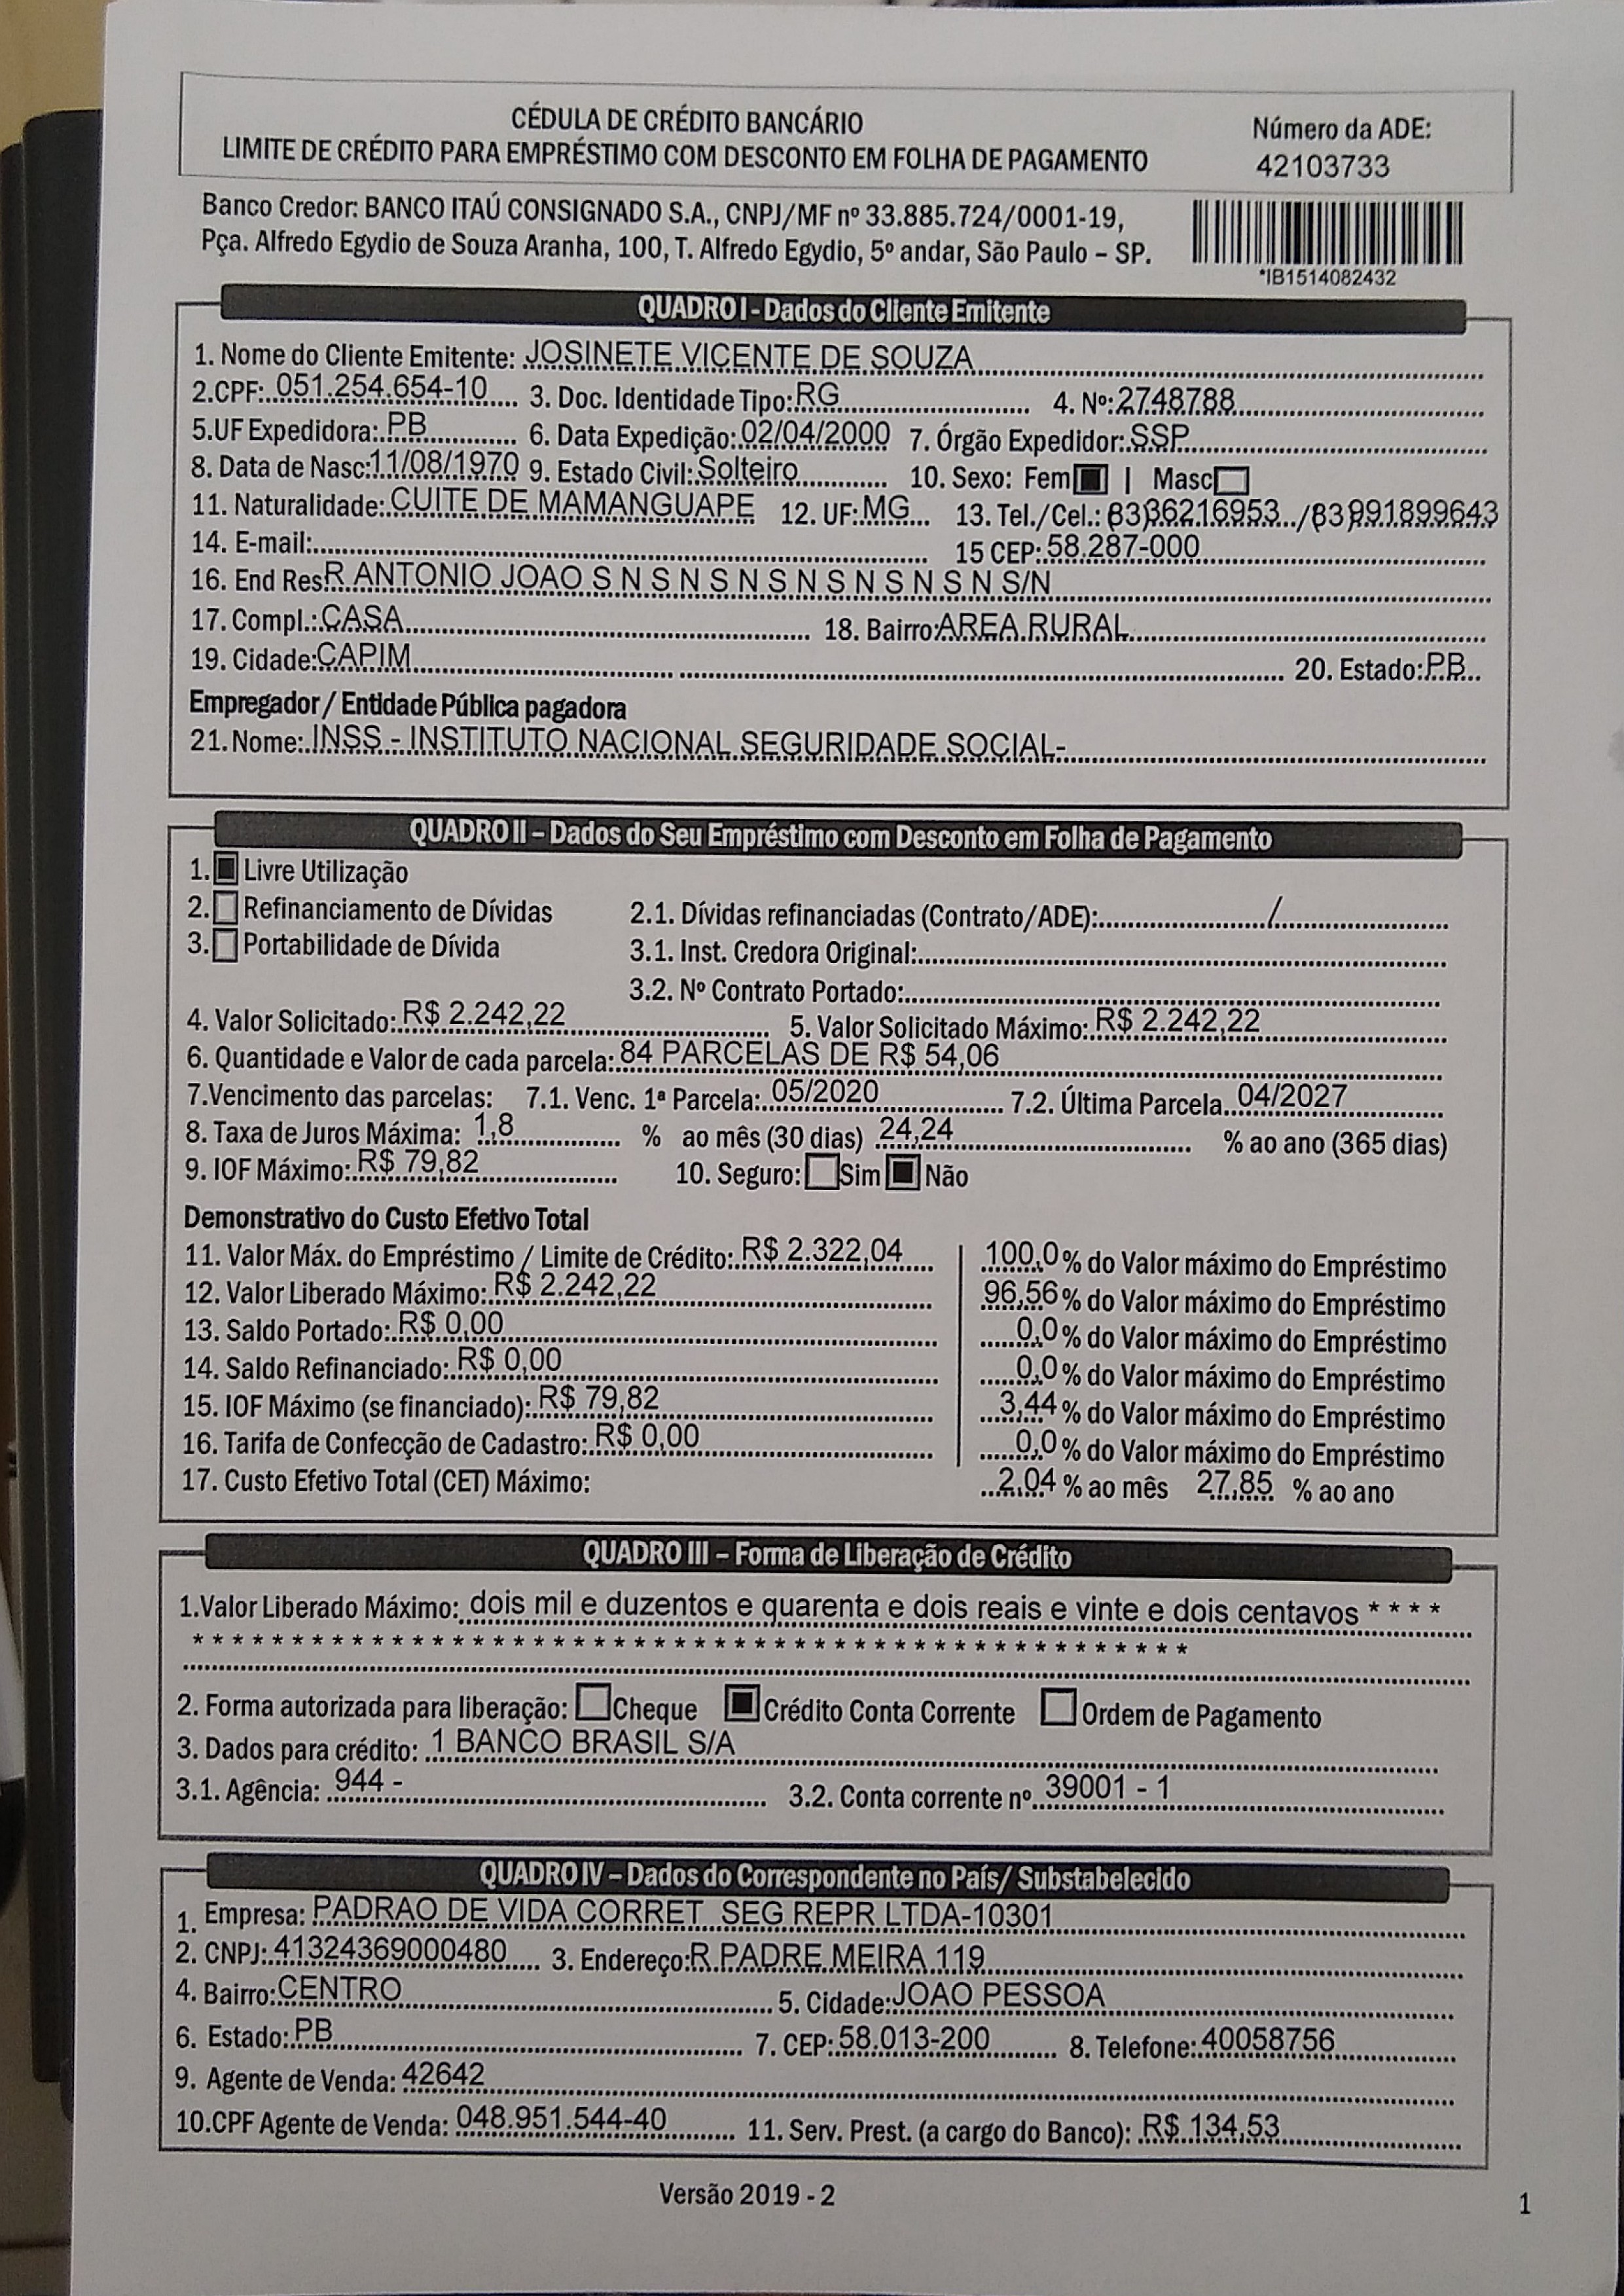 CÉDULA DE CRÉDITO BANCÁRIO
LIMITE DE CRÉDITO PARA EMPRÉSTIMO COM DESCONTO EM FOLHA DE PAGAMENTO
Número da ADE:
42103733
Banco Credor: BANCO ITAÚ CONSIGNADO S.A., CNPJ/MF nº 33.885.724/0001-19,
Pça. Alfredo Egydio de Souza Aranha, 100, T. Alfredo Egydio, 5º andar, São Paulo – SP.
*IB1514082432
QUADRO I - Dados do Cliente Emitente
1. Nome do Cliente Emitente: JOSINETE VICENTE DE SOUZA
2.CPF: 051.254.654-10 3. Doc. Identidade Tipo: RG 4. Nº: 2748788
5.UF Expedidora: PB 6. Data Expedição: 02/04/2000 7. Órgão Expedidor: SSP
8. Data de Nasc: 11/08/1970 9. Estado Civil: Solteiro 10. Sexo: Fem ■ | Masc □
11. Naturalidade: CUITE DE MAMANGUAPE 12. UF: MG 13. Tel./Cel.: (83)36216953 /(83)991899643
14. E-mail: 15 CEP: 58.287-000
16. End Res: R ANTONIO JOAO S N S N S N S N S N S N S N S/N
17. Compl.: CASA 18. Bairro: AREA RURAL
19. Cidade: CAPIM 20. Estado: PB
Empregador / Entidade Pública pagadora
21. Nome: INSS - INSTITUTO NACIONAL SEGURIDADE SOCIAL-
QUADRO II – Dados do Seu Empréstimo com Desconto em Folha de Pagamento
1. ■ Livre Utilização
2. □ Refinanciamento de Dívidas 2.1. Dívidas refinanciadas (Contrato/ADE): /
3. □ Portabilidade de Dívida 3.1. Inst. Credora Original:
3.2. Nº Contrato Portado:
4. Valor Solicitado: R$ 2.242,22 5. Valor Solicitado Máximo: R$ 2.242,22
6. Quantidade e Valor de cada parcela: 84 PARCELAS DE R$ 54,06
7.Vencimento das parcelas: 7.1. Venc. 1ª Parcela: 05/2020 7.2. Última Parcela 04/2027
8. Taxa de Juros Máxima: 1,8 % ao mês (30 dias) 24,24 % ao ano (365 dias)
9. IOF Máximo: R$ 79,82 10. Seguro: □ Sim ■ Não
Demonstrativo do Custo Efetivo Total
11. Valor Máx. do Empréstimo / Limite de Crédito: R$ 2.322,04 100,0 % do Valor máximo do Empréstimo
12. Valor Liberado Máximo: R$ 2.242,22 96,56 % do Valor máximo do Empréstimo
13. Saldo Portado: R$ 0,00 0,0 % do Valor máximo do Empréstimo
14. Saldo Refinanciado: R$ 0,00 0,0 % do Valor máximo do Empréstimo
15. IOF Máximo (se financiado): R$ 79,82 3,44 % do Valor máximo do Empréstimo
16. Tarifa de Confecção de Cadastro: R$ 0,00 0,0 % do Valor máximo do Empréstimo
17. Custo Efetivo Total (CET) Máximo: 2,04 % ao mês 27,85 % ao ano
QUADRO III – Forma de Liberação de Crédito
1.Valor Liberado Máximo: dois mil e duzentos e quarenta e dois reais e vinte e dois centavos * * * *
* * * * * * * * * * * * * * * * * * * * * * * * * * * * * * * * * * * * * * * * * * * * * * * * * *
2. Forma autorizada para liberação: □ Cheque ■ Crédito Conta Corrente □ Ordem de Pagamento
3. Dados para crédito: 1 BANCO BRASIL S/A
3.1. Agência: 944 - 3.2. Conta corrente nº 39001 - 1
QUADRO IV – Dados do Correspondente no País/ Substabelecido
1. Empresa: PADRAO DE VIDA CORRET SEG REPR LTDA-10301
2. CNPJ: 41324369000480 3. Endereço: R PADRE MEIRA 119
4. Bairro: CENTRO 5. Cidade: JOAO PESSOA
6. Estado: PB 7. CEP: 58.013-200 8. Telefone: 40058756
9. Agente de Venda: 42642
10.CPF Agente de Venda: 048.951.544-40 11. Serv. Prest. (a cargo do Banco): R$ 134,53
Versão 2019 - 2
1